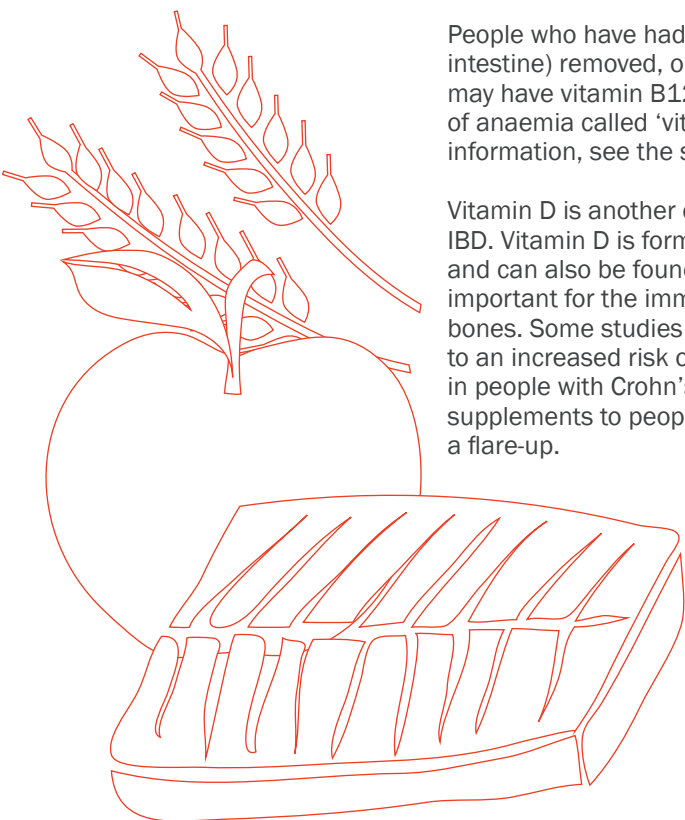 People who have had
intestine) removed, o
may have vitamin B12
of anaemia called ‘vit
information, see the s
Vitamin D is another
IBD. Vitamin D is form
and can also be foun
important for the imm
bones. Some studies
to an increased risk o
in people with Crohn’s
supplements to peop
a flare-up.